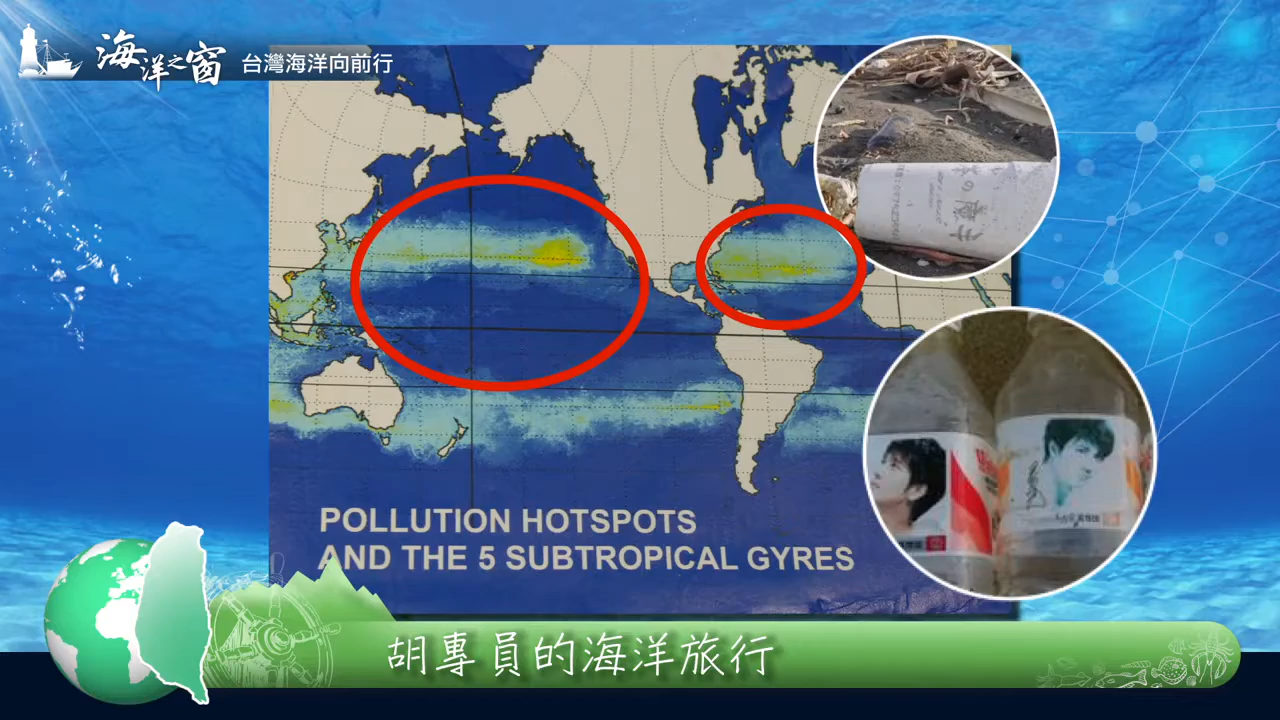 海洋之窗
台灣海洋向前行
POLLUTION HOTSPOTS
AND THE 5 SUBTROPICAL GYRES
胡專員的海洋旅行